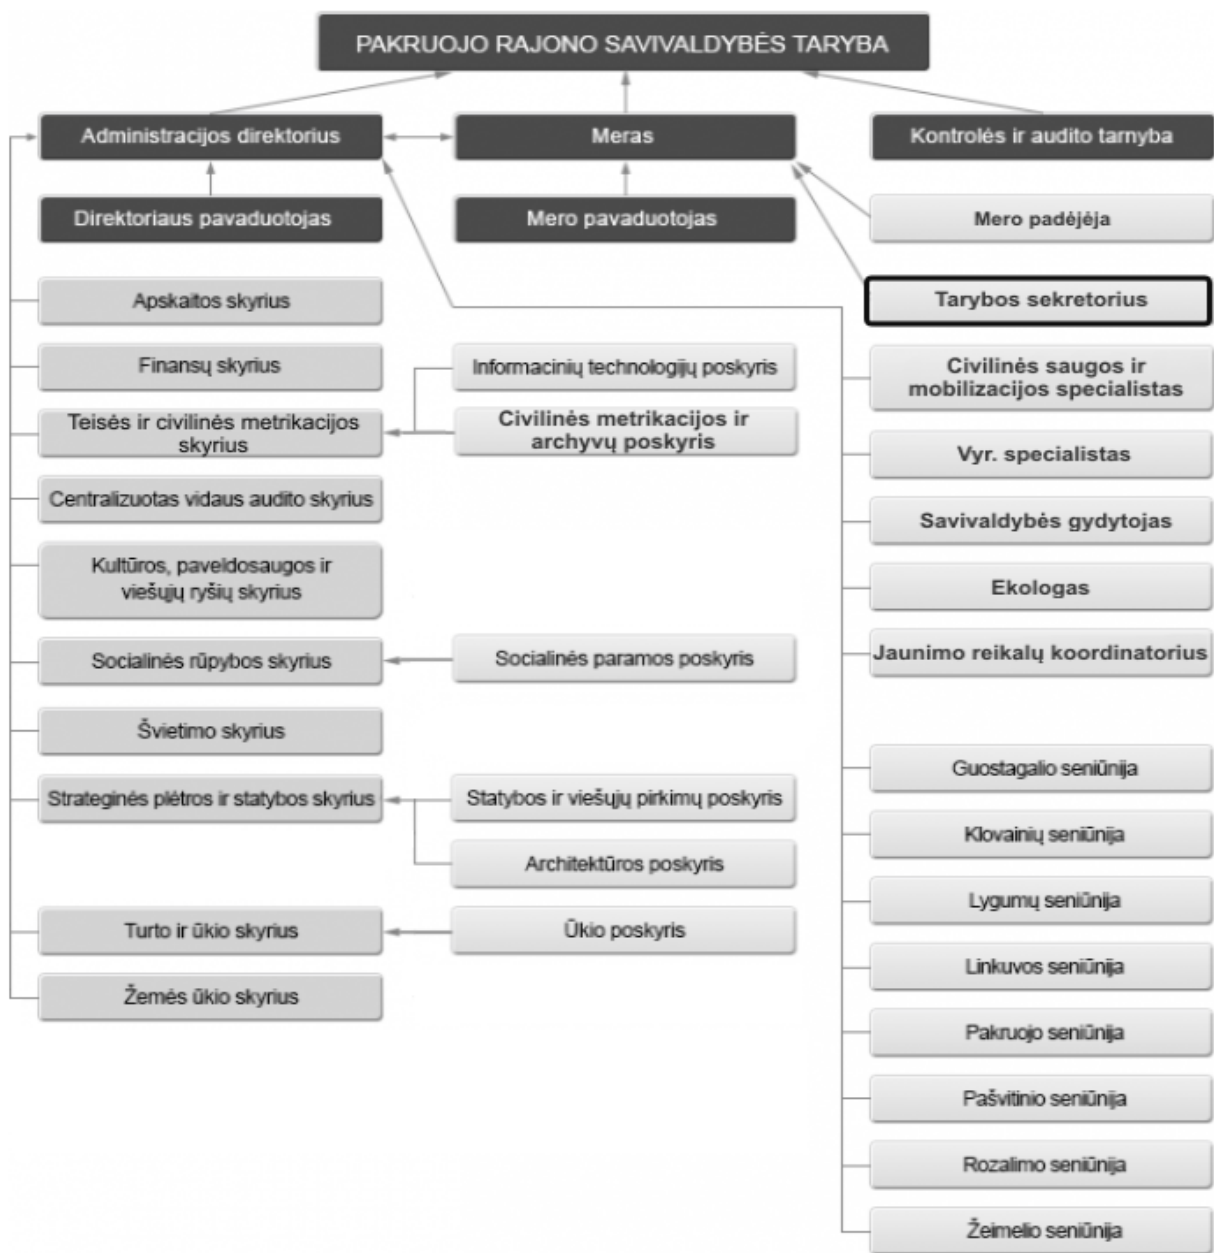 PAKRUOJO RAJONO SAVIVALDYBĖS TARYBA
Administracijos direktorius
Meras
Kontrolės ir audito tarnyba
Direktoriaus pavaduotojas
Mero pavaduotojas
Mero padėjėja
Apskaitos skyrius
Tarybos sekretorius
Finansų skyrius
Informacinių technologijų poskyris
Civilinės saugos ir
mobilizacijos specialistas
Teisės ir civilinės metrikacijos
skyrius
Civilinės metrikacijos ir
archyvų poskyris
Vyr. specialistas
Centralizuotas vidaus audito skyrius
Savivaldybės gydytojas
Kultūros, paveldosaugos ir
viešųjų ryšių skyrius
Ekologas
Socialinės rūpybos skyrius
Socialinės paramos poskyris
Jaunimo reikalų koordinatorius
Švietimo skyrius
Guostagalio seniūnija
Strateginės plėtros ir statybos skyrius
Statybos ir viešųjų pirkimų poskyris
Klovainių seniūnija
Architektūros poskyris
Lygumų seniūnija
Turto ir ūkio skyrius
Ūkio poskyris
Linkuvos seniūnija
Žemės ūkio skyrius
Pakruojo seniūnija
Pašvitinio seniūnija
Rozalimo seniūnija
Žeimelio seniūnija